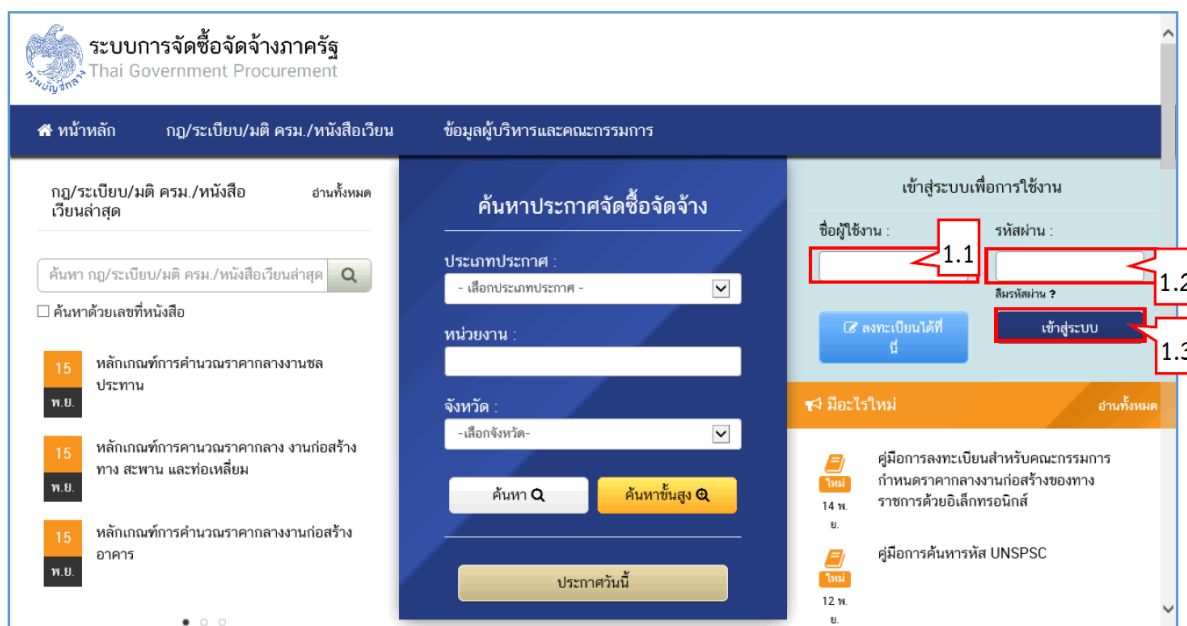 ระบบการจัดซื้อจัดจ้างภาครัฐ
Thai Government Procurement
กรมบัญชีกลาง
หน้าหลัก กฎ/ระเบียบ/มติ ครม./หนังสือเวียน ข้อมูลผู้บริหารและคณะกรรมการ
กฎ/ระเบียบ/มติ ครม./หนังสือ
เวียนล่าสุด
อ่านทั้งหมด
ค้นหา กฎ/ระเบียบ/มติ ครม./หนังสือเวียนล่าสุด
ค้นหาด้วยเลขที่หนังสือ
15
พ.ย.
หลักเกณฑ์การคำนวณราคากลางงานชล
ประทาน
15
พ.ย.
หลักเกณฑ์การคานวณราคากลาง งานก่อสร้าง
ทาง สะพาน และท่อเหลี่ยม
15
พ.ย.
หลักเกณฑ์การคำนวณราคากลางงานก่อสร้าง
อาคาร
ค้นหาประกาศจัดซื้อจัดจ้าง
ประเภทประกาศ :
- เลือกประเภทประกาศ -
หน่วยงาน :
จังหวัด :
-เลือกจังหวัด-
ค้นหา ค้นหาขั้นสูง
ประกาศวันนี้
เข้าสู่ระบบเพื่อการใช้งาน
ชื่อผู้ใช้งาน : รหัสผ่าน :
1.1
1.2
ลืมรหัสผ่าน ?
ลงทะเบียนได้ที่
นี่
เข้าสู่ระบบ
1.3
มีอะไรใหม่ อ่านทั้งหมด
ใหม่
14 พ.
ย.
คู่มือการลงทะเบียนสำหรับคณะกรรมการ
กำหนดราคากลางงานก่อสร้างของทาง
ราชการด้วยอิเล็กทรอนิกส์
ใหม่
12 พ.
ย.
คู่มือการค้นหารหัส UNSPSC